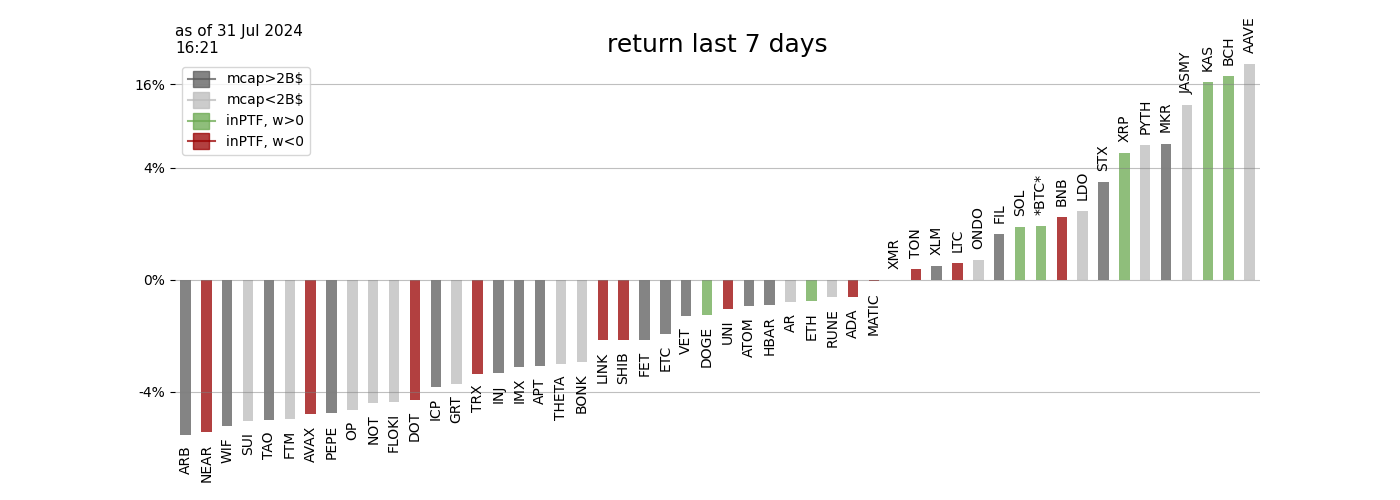 as of 31 Jul 2024
16:21
return last 7 days
mcap>2B$
mcap<2B$
inPTF, w>0
inPTF, w<0
16%
4%
0%
-4%
ARB
NEAR
WIF
SUI
TAO
FTM
AVAX
PEPE
OP
NOT
FLOKI
DOT
ICP
GRT
TRX
INJ
IMX
APT
THETA
BONK
LINK
SHIB
FET
ETC
VET
DOGE
UNI
ATOM
HBAR
AR
ETH
RUNE
ADA
MATIC
XMR
TON
XLM
LTC
ONDO
FIL
SOL
*BTC*
BNB
LDO
STX
XRP
PYTH
MKR
JASMY
KAS
BCH
AAVE